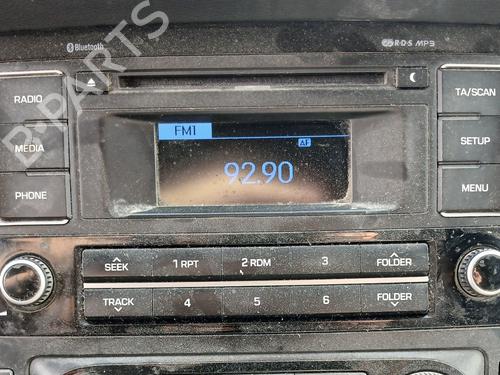 Bluetooth
R·D·S MP3
RADIO
TA/SCAN
FM1
AF
MEDIA
SETUP
92.90
PHONE
MENU
SEEK
1 RPT
2 RDM
3
FOLDER
TRACK
4
5
6
FOLDER
B-PARTS